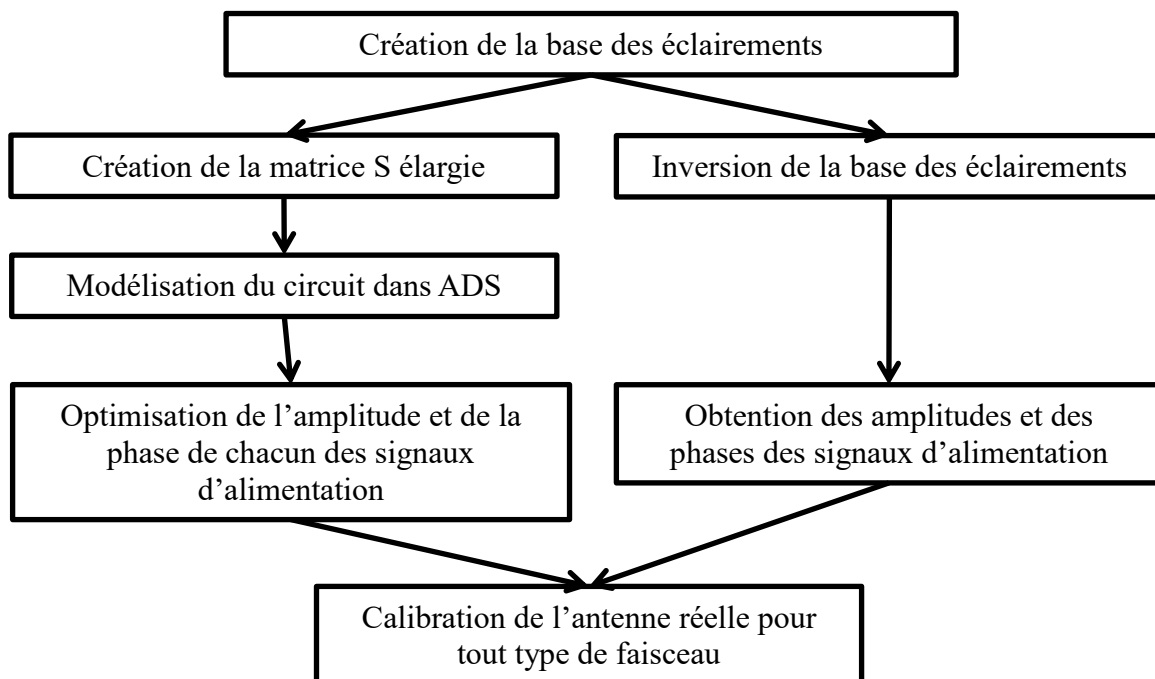 Création de la base des éclairements
Création de la matrice S élargie
Inversion de la base des éclairements
Modélisation du circuit dans ADS
Optimisation de l’amplitude et de la
phase de chacun des signaux
d’alimentation
Obtention des amplitudes et des
phases des signaux d’alimentation
Calibration de l’antenne réelle pour
tout type de faisceau